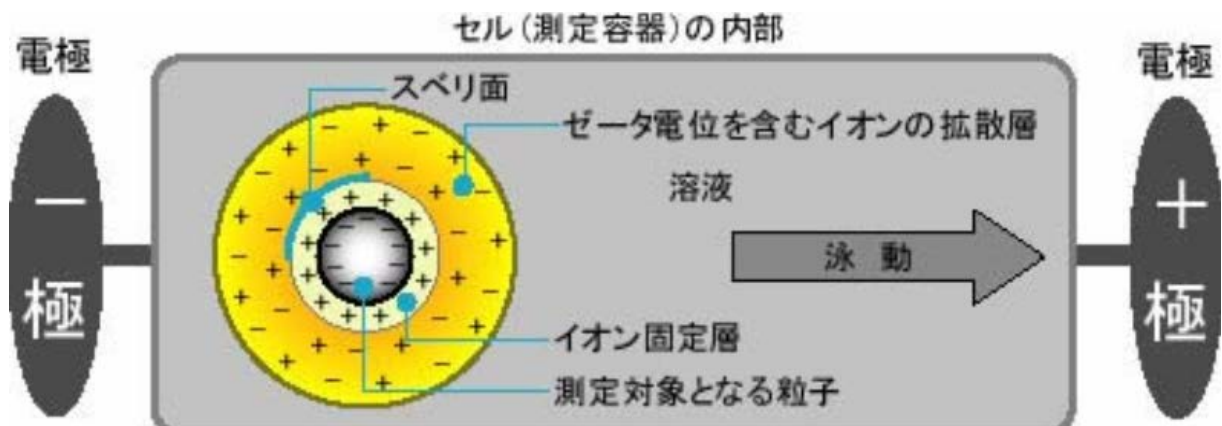 セル(測定容器)の内部
電極
電極
スベリ面
ゼータ電位を含むイオンの拡散層
溶液
泳 動
一極
＋極
イオン固定層
測定対象となる粒子